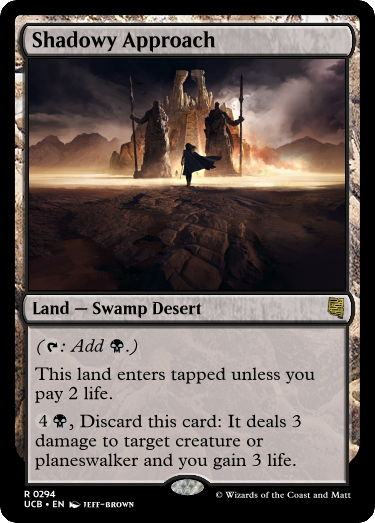 Shadowy Approach
Land — Swamp Desert
(: Add .)
This land enters tapped unless you
pay 2 life.
4 , Discard this card: It deals 3
damage to target creature or
planeswalker and you gain 3 life.
R 0294
UCB • EN JEFF-BROWN
© Wizards of the Coast and Matt